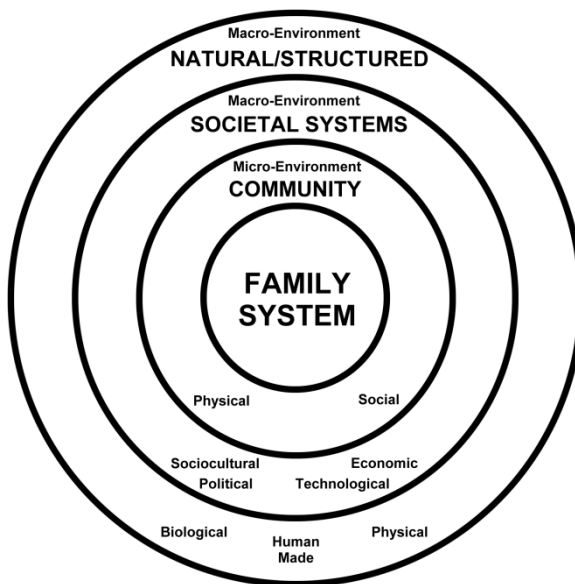 Macro-Environment
NATURAL/STRUCTURED
Macro-Environment
SOCIETAL SYSTEMS
Micro-Environment
COMMUNITY
FAMILY
SYSTEM
Physical Social
Sociocultural Economic
Political Technological
Biological Human Physical
Made